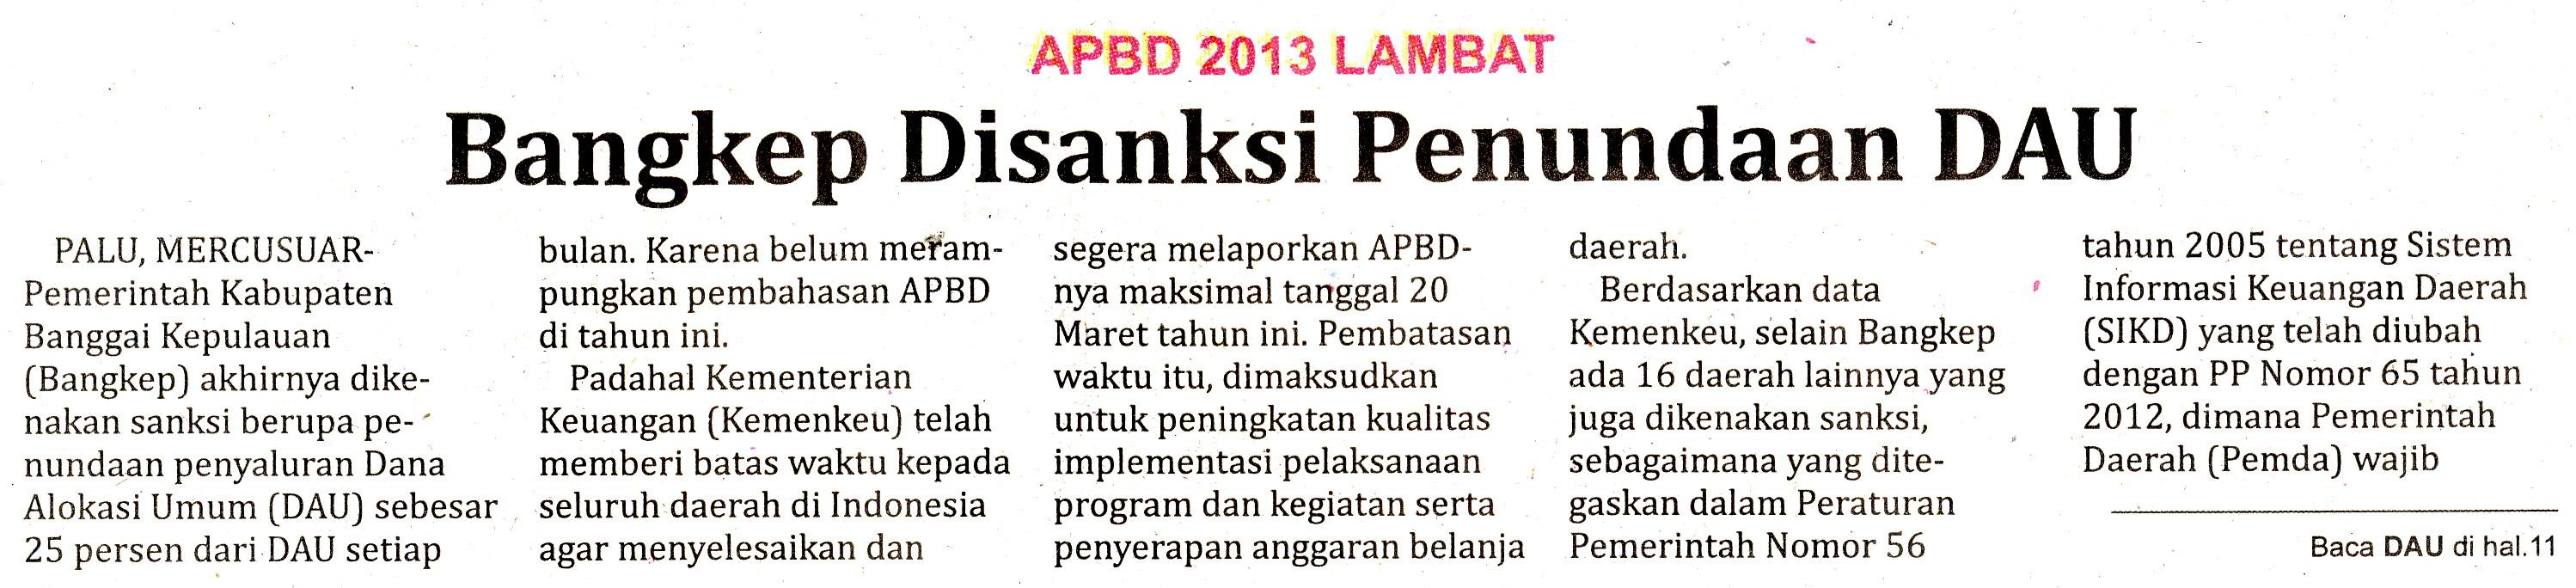 APBD 2013 LAMBAT
Bangkep Disanksi Penundaan DAU
PALU, MERCUSUAR-
Pemerintah Kabupaten
Banggai Kepulauan
(Bangkep) akhirnya dike-
nakan sanksi berupa pe-
nundaan penyaluran Dana
Alokasi Umum (DAU) sebesar
25 persen dari DAU setiap
bulan. Karena belum meram-
pungkan pembahasan APBD
di tahun ini.
Padahal Kementerian
Keuangan (Kemenkeu) telah
memberi batas waktu kepada
seluruh daerah di Indonesia
agar menyelesaikan dan
segera melaporkan APBD-
nya maksimal tanggal 20
Maret tahun ini. Pembatasan
waktu itu, dimaksudkan
untuk peningkatan kualitas
implementasi pelaksanaan
program dan kegiatan serta
penyerapan anggaran belanja
daerah.
Berdasarkan data
Kemenkeu, selain Bangkep
ada 16 daerah lainnya yang
juga dikenakan sanksi,
sebagaimana yang dite-
gaskan dalam Peraturan
Pemerintah Nomor 56
tahun 2005 tentang Sistem
Informasi Keuangan Daerah
(SIKD) yang telah diubah
dengan PP Nomor 65 tahun
2012, dimana Pemerintah
Daerah (Pemda) wajib
Baca DAU di hal.11